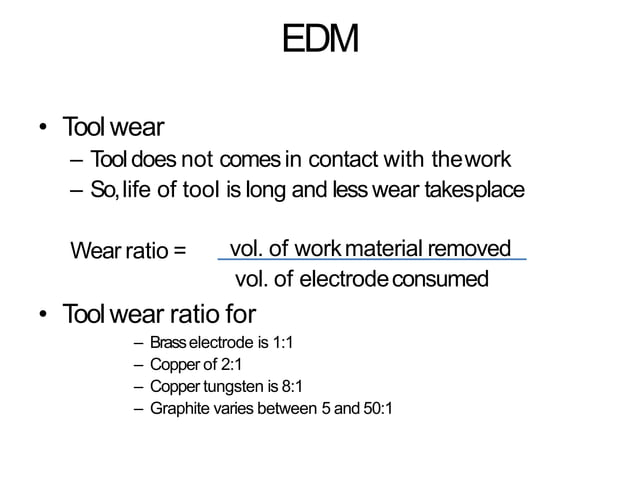 EDM
• Tool wear
– Tool does not comes in contact with thework
– So, life of tool is long and less wear takesplace
Wear ratio = vol. of work material removed
vol. of electrode consumed
• Tool wear ratio for
– Brass electrode is 1:1
– Copper of 2:1
– Copper tungsten is 8:1
– Graphite varies between 5 and 50:1